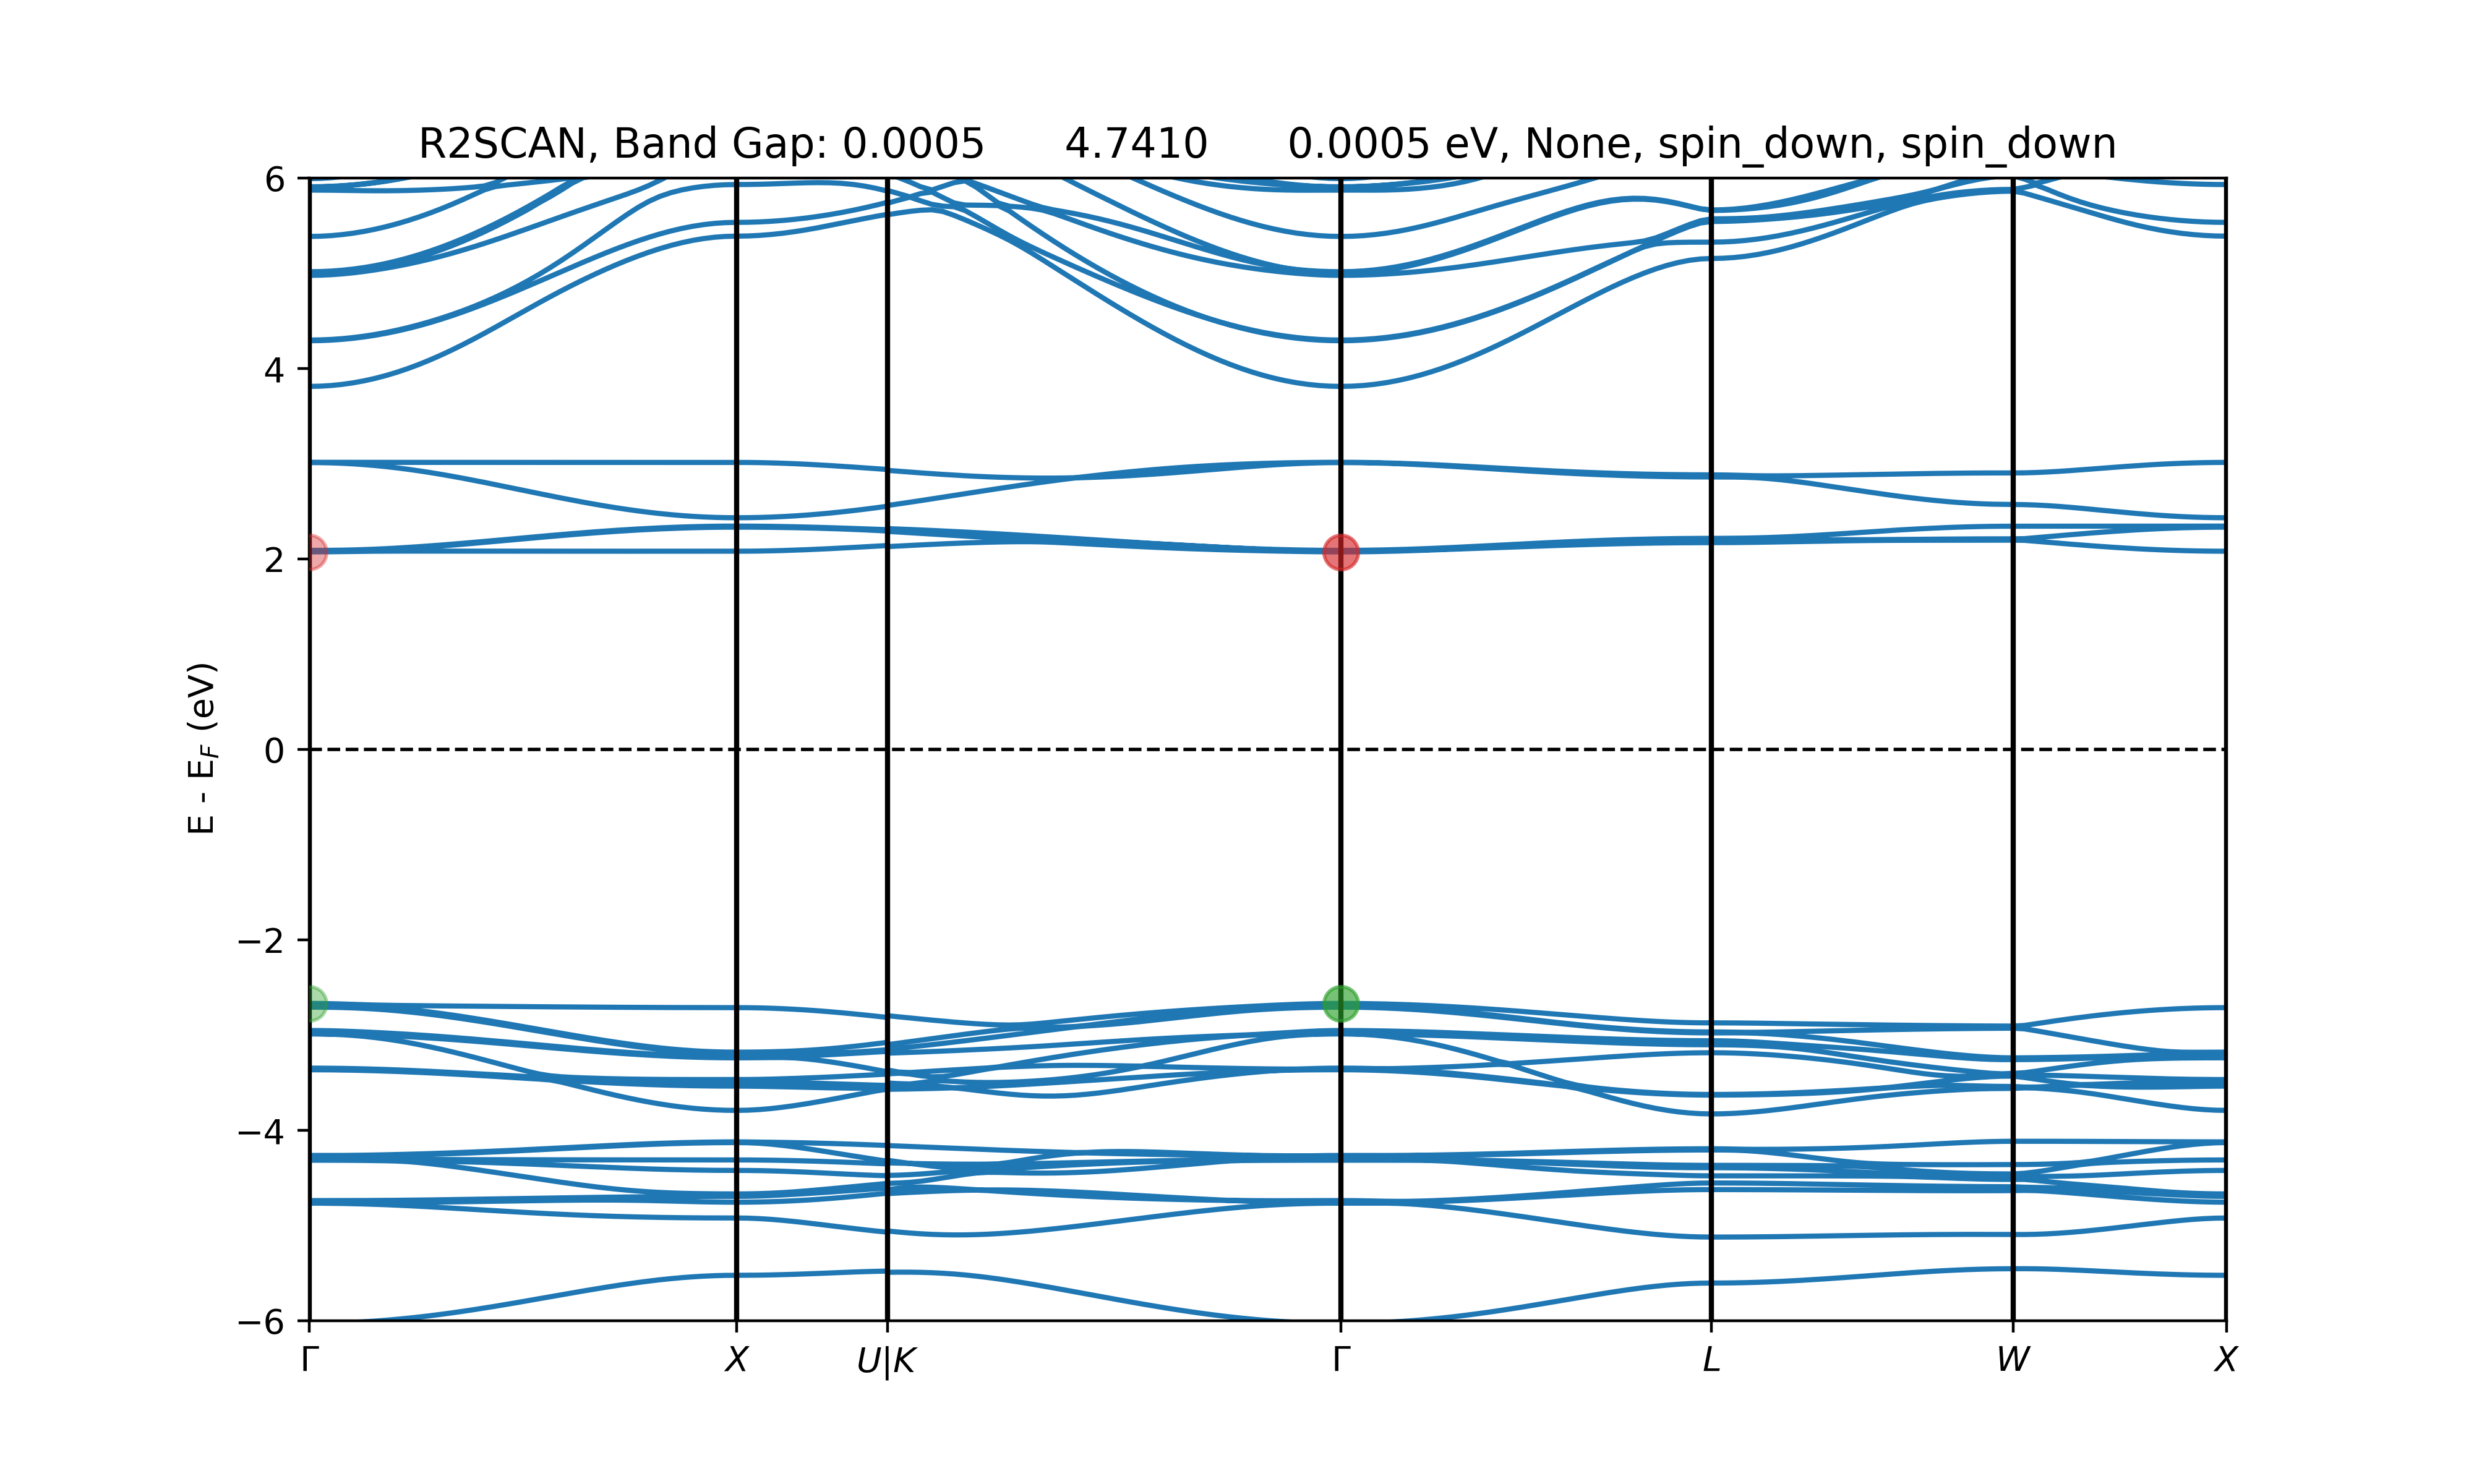 R2SCAN, Band Gap: 0.0005 4.7410 0.0005 eV, None, spin_down, spin_down
6
4
2
0
−2
−4
−6
E - E_F (eV)
Γ X U|K Γ L W X